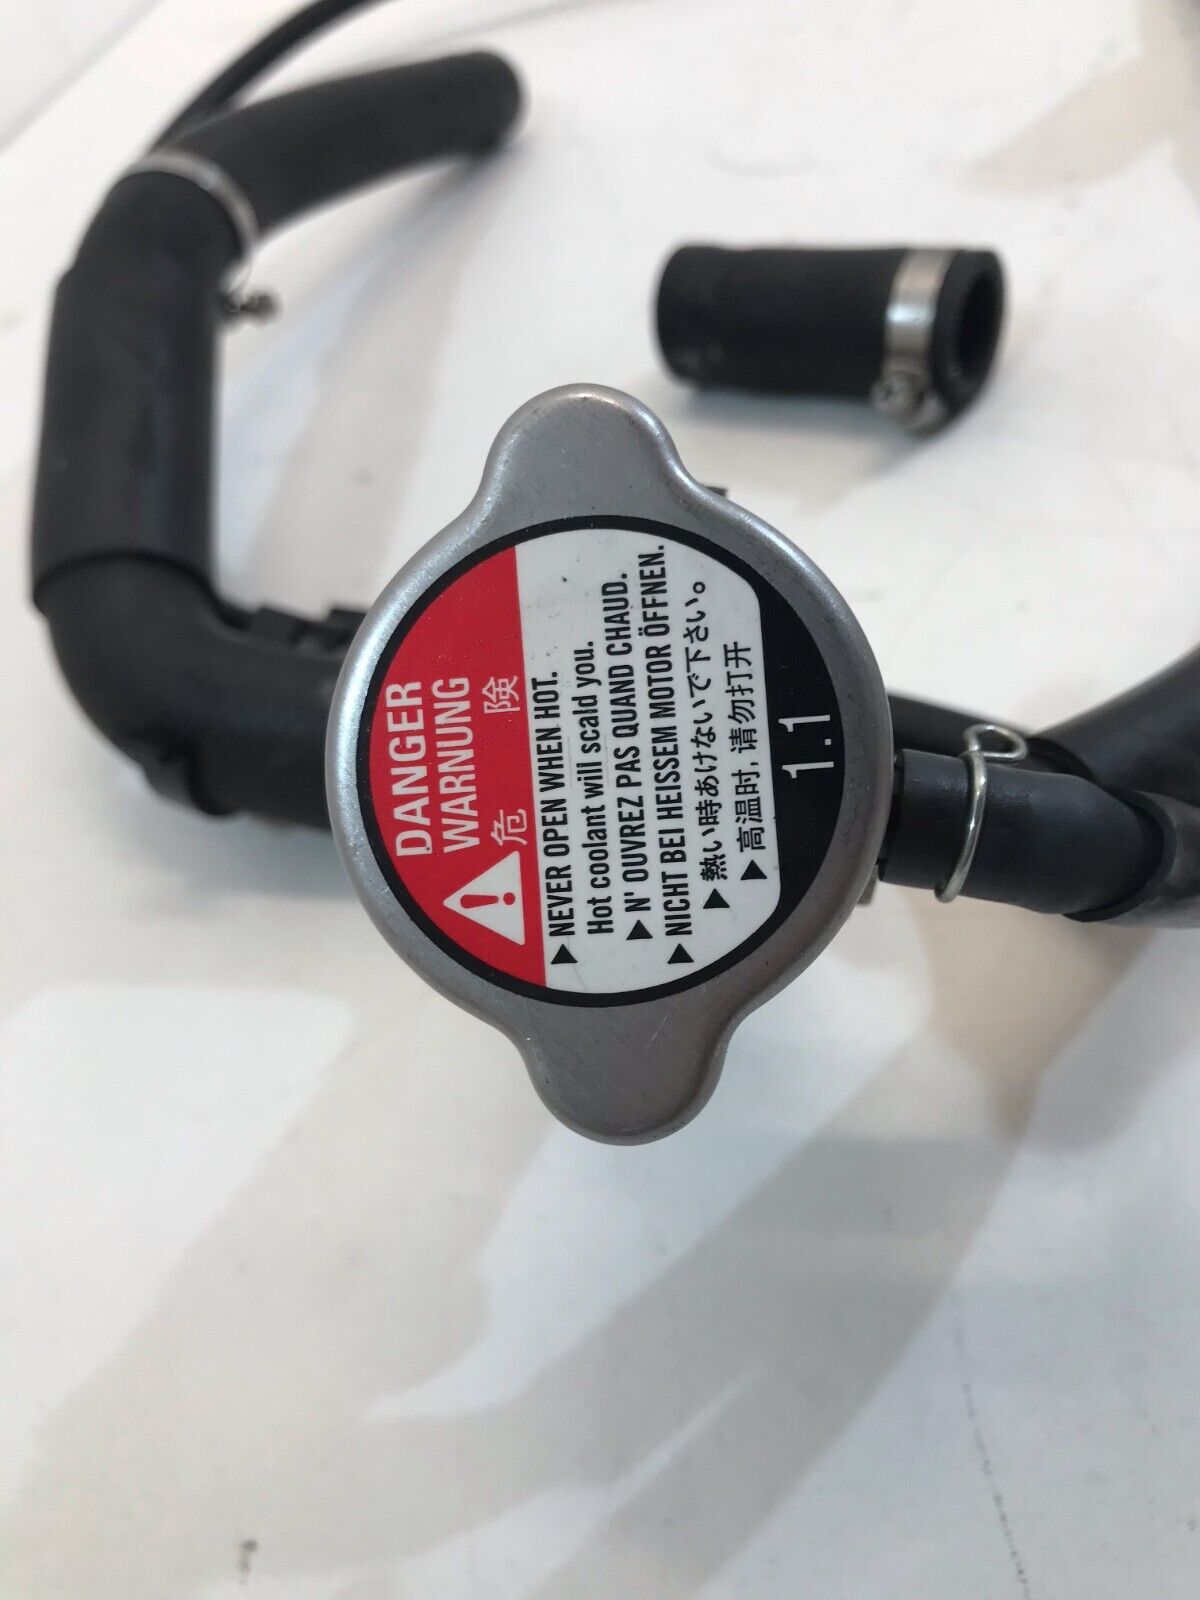 DANGER
WARNUNG
危 険
NEVER OPEN WHEN HOT.
Hot coolant will scald you.
N' OUVREZ PAS QUAND CHAUD.
NICHT BEI HEISSEM MOTOR ÖFFNEN.
熱い時あけないで下さい。
高温时, 请勿打开
1.1